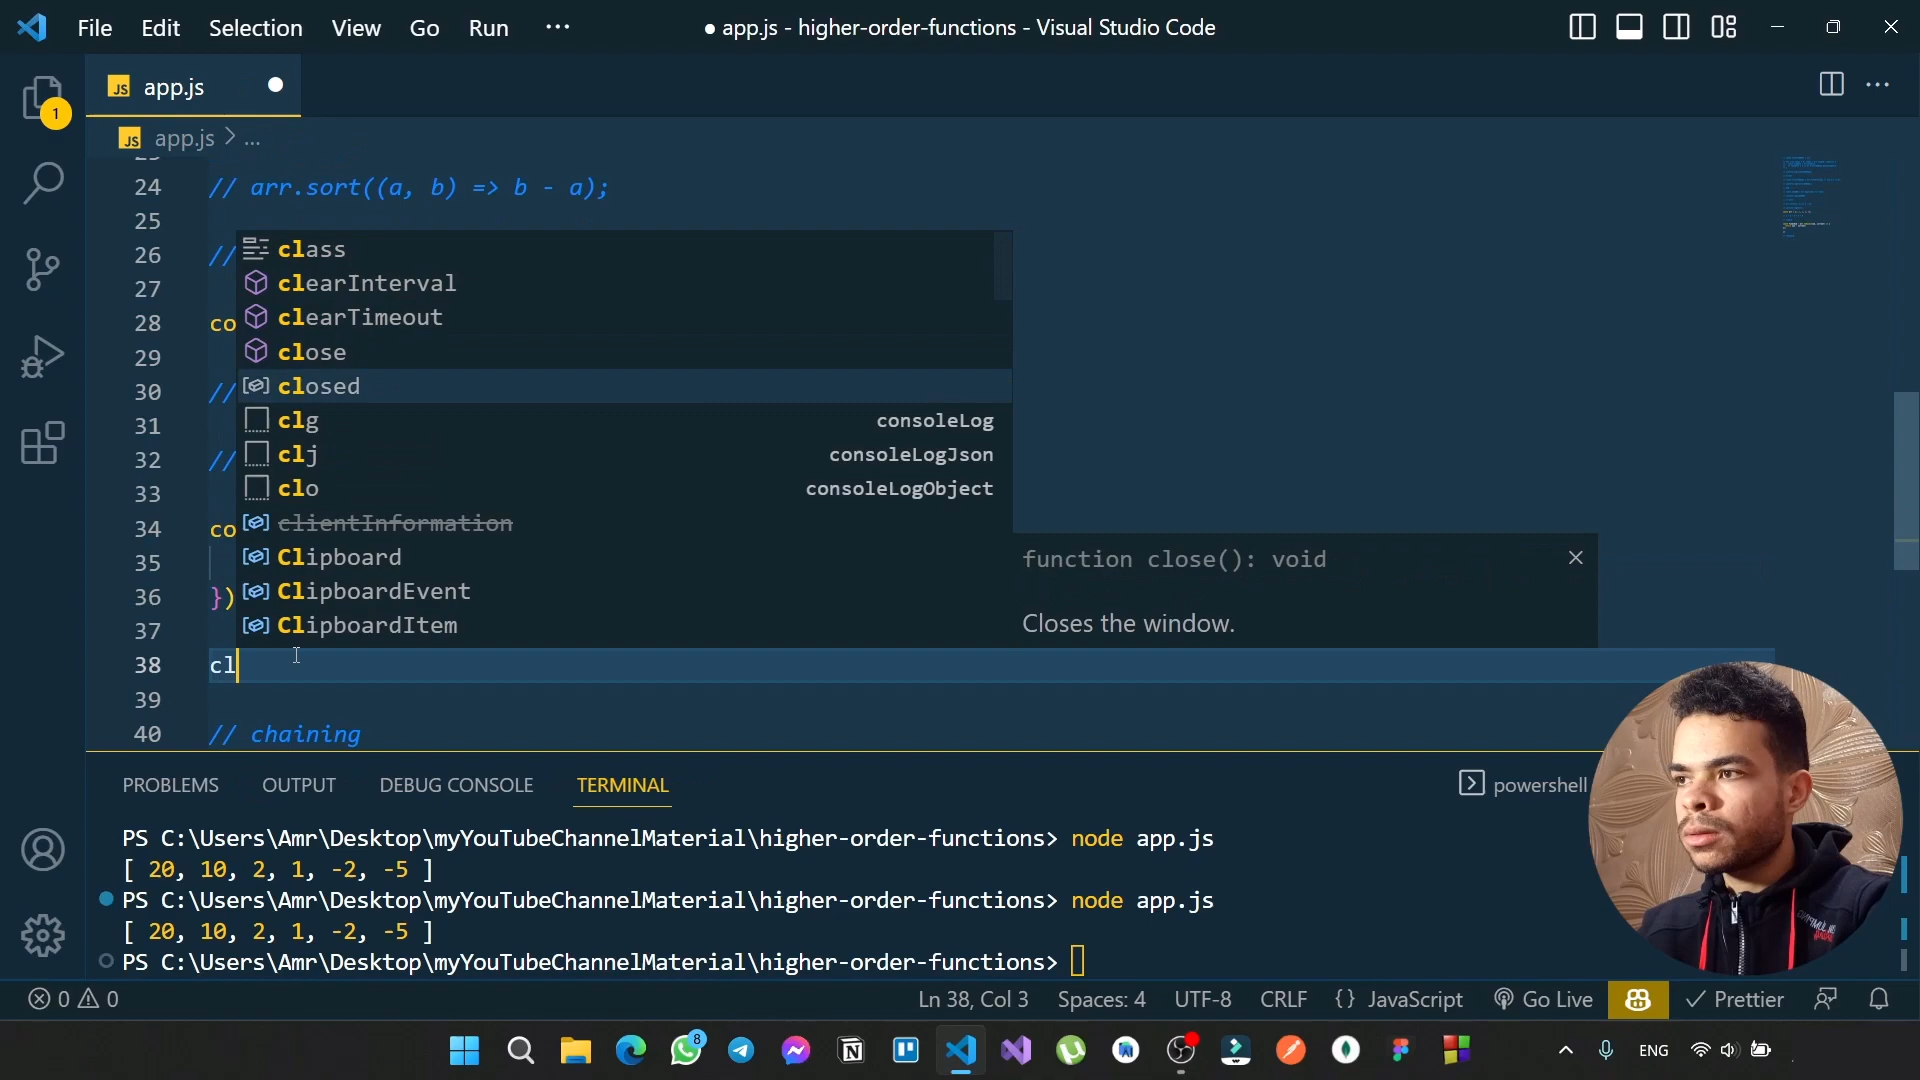 File Edit Selection View Go Run ···
● app.js - higher-order-functions - Visual Studio Code
1
JS app.js
JS app.js > ...
24 // arr.sort((a, b) => b - a);
25
26 //
27
28 co
29
30 //
31
32 //
33
34 co
35
36 })
37
38 cl
39
40 // chaining
class
clearInterval
clearTimeout
close
closed
clg consoleLog
clj consoleLogJson
clo consoleLogObject
clientInformation
Clipboard
ClipboardEvent
ClipboardItem
function close(): void
Closes the window.
PROBLEMS OUTPUT DEBUG CONSOLE TERMINAL powershell
PS C:\Users\Amr\Desktop\myYouTubeChannelMaterial\higher-order-functions> node app.js
[ 20, 10, 2, 1, -2, -5 ]
PS C:\Users\Amr\Desktop\myYouTubeChannelMaterial\higher-order-functions> node app.js
[ 20, 10, 2, 1, -2, -5 ]
PS C:\Users\Amr\Desktop\myYouTubeChannelMaterial\higher-order-functions>
0 0 Ln 38, Col 3 Spaces: 4 UTF-8 CRLF {} JavaScript Go Live Prettier
8 ENG